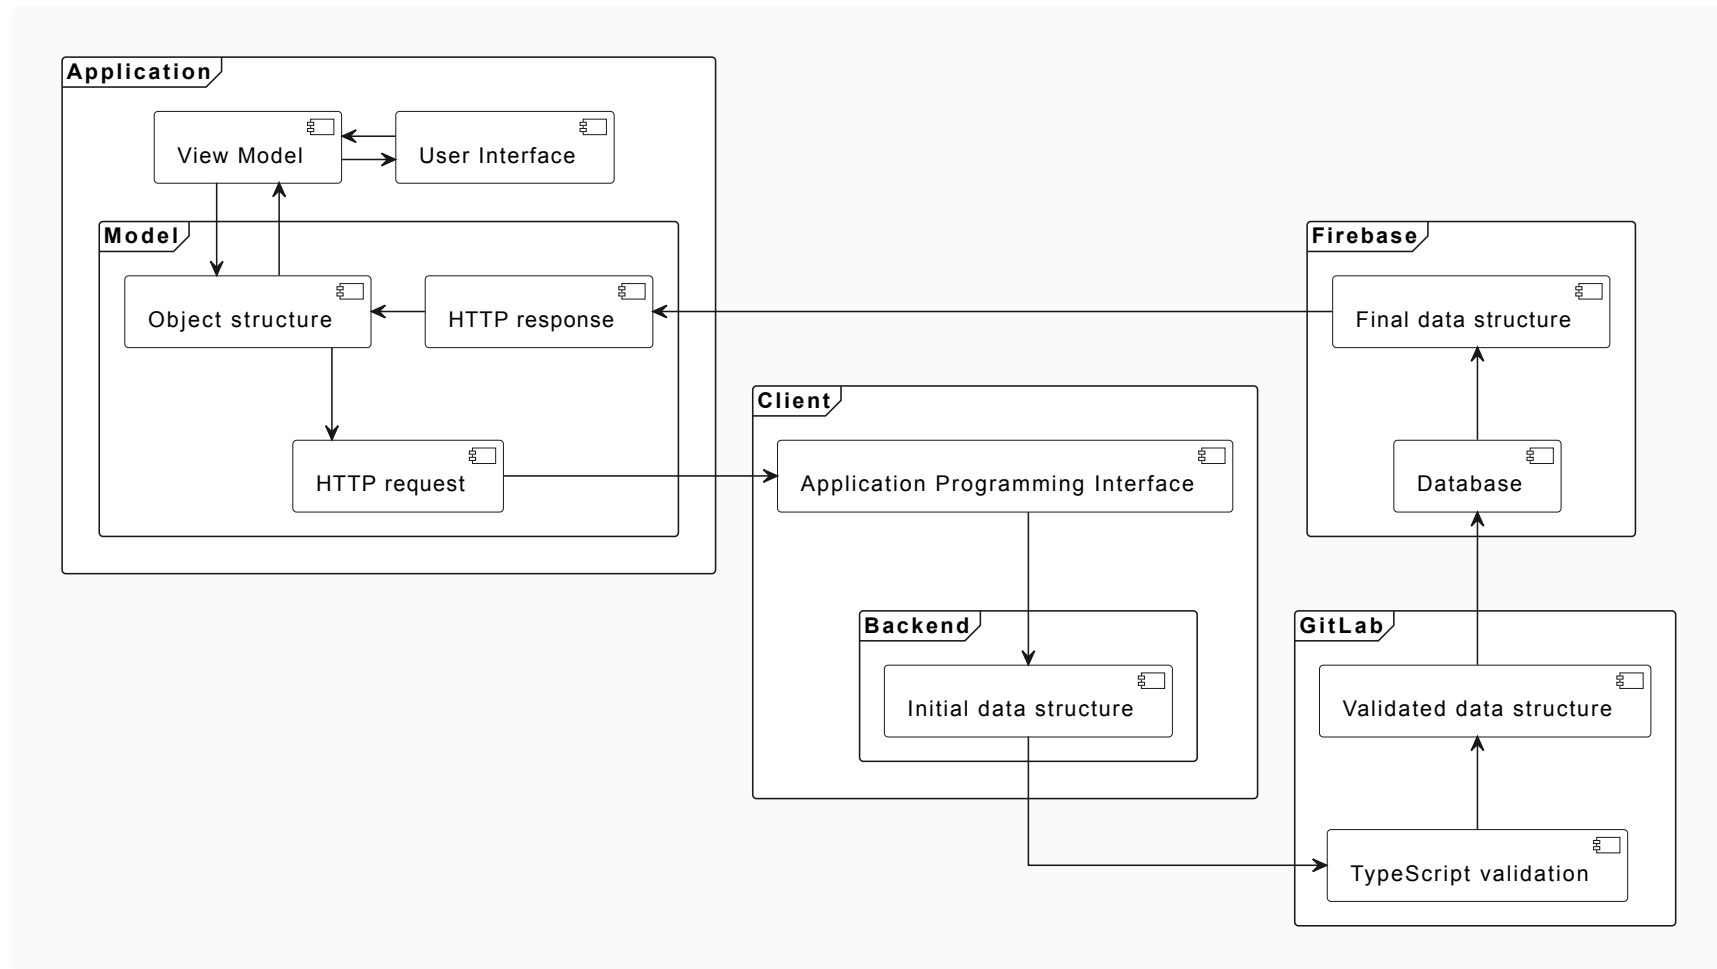 Application
View Model
User Interface
Model
Object structure
HTTP response
HTTP request
Client
Application Programming Interface
Backend
Initial data structure
Firebase
Final data structure
Database
GitLab
Validated data structure
TypeScript validation